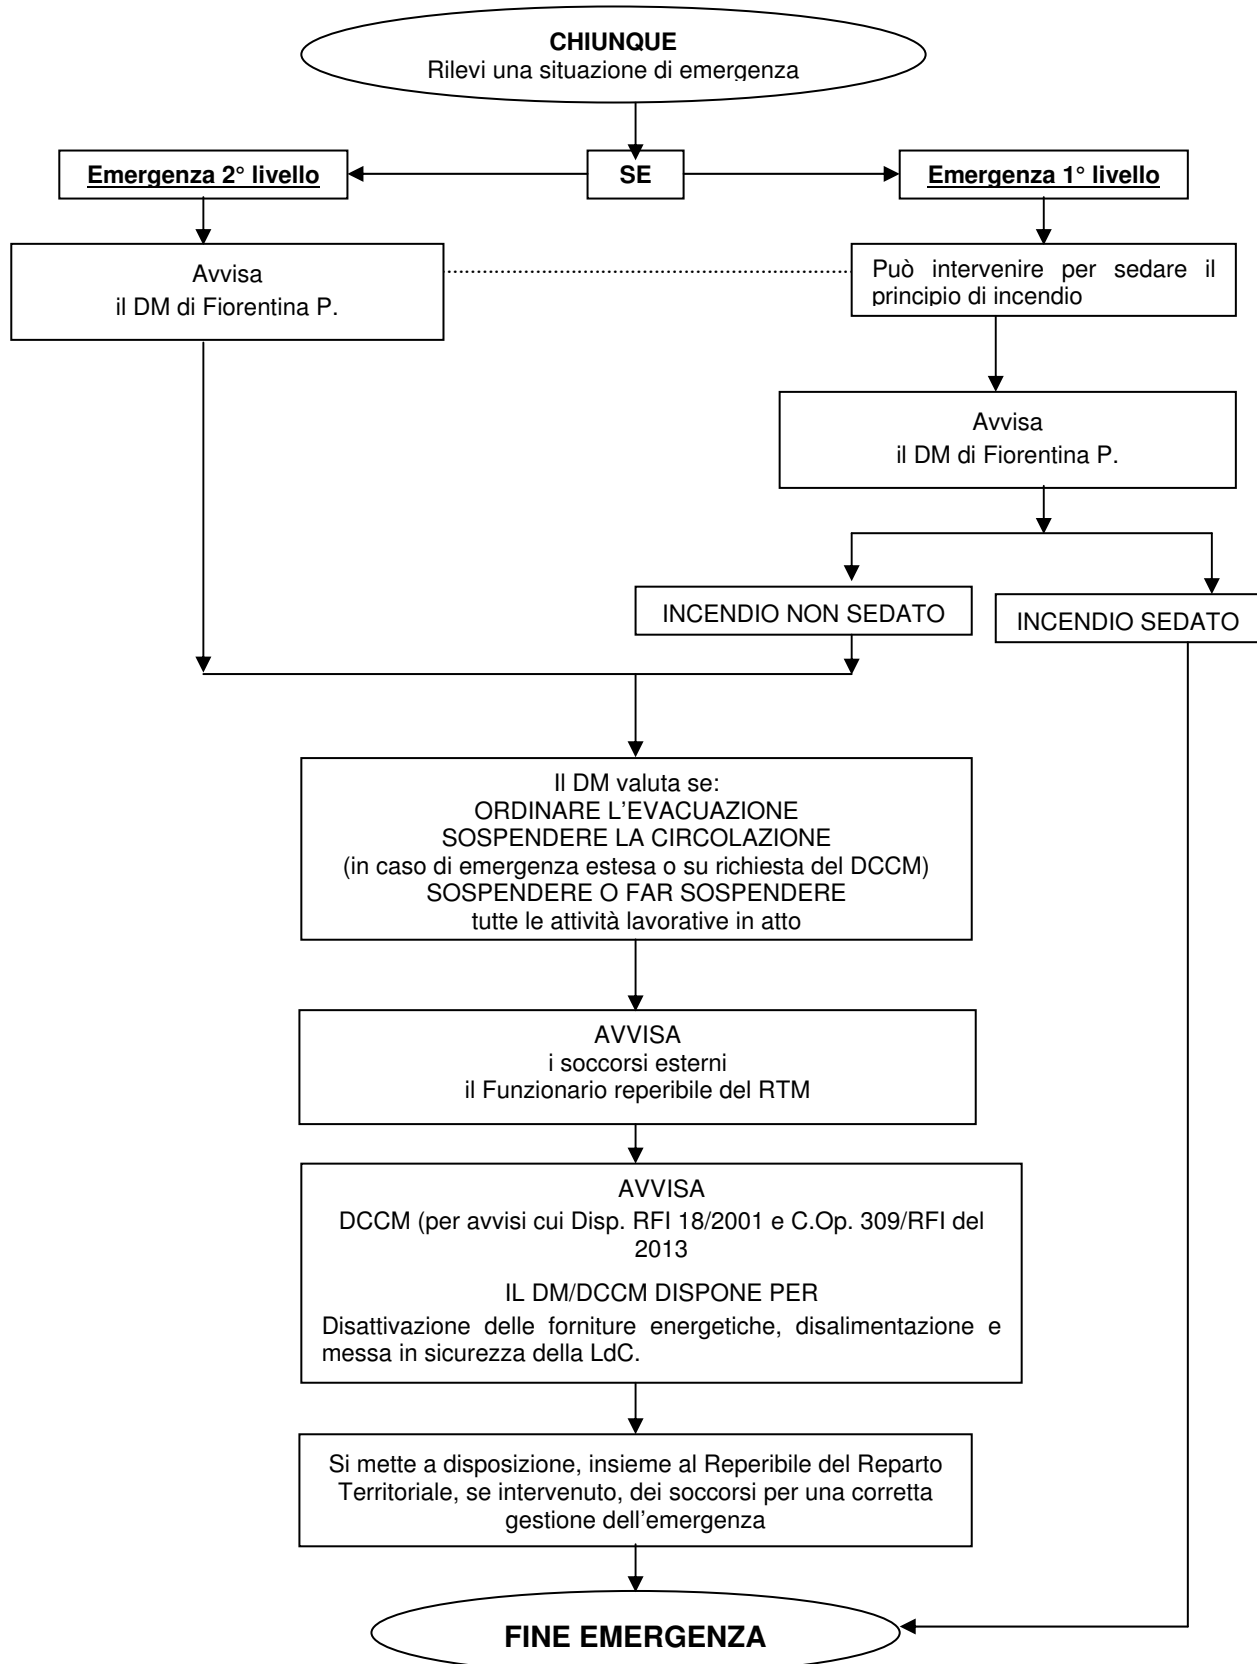 CHIUNQUE
Rilevi una situazione di emergenza
Emergenza 2° livello
SE
Emergenza 1° livello
Avvisa
il DM di Fiorentina P.
Può intervenire per sedare il
principio di incendio
Avvisa
il DM di Fiorentina P.
INCENDIO NON SEDATO
INCENDIO SEDATO
Il DM valuta se:
ORDINARE L'EVACUAZIONE
SOSPENDERE LA CIRCOLAZIONE
(in caso di emergenza estesa o su richiesta del DCCM)
SOSPENDERE O FAR SOSPENDERE
tutte le attività lavorative in atto
AVVISA
i soccorsi esterni
il Funzionario reperibile del RTM
AVVISA
DCCM (per avvisi cui Disp. RFI 18/2001 e C.Op. 309/RFI del
2013
IL DM/DCCM DISPONE PER
Disattivazione delle forniture energetiche, disalimentazione e
messa in sicurezza della LdC.
Si mette a disposizione, insieme al Reperibile del Reparto
Territoriale, se intervenuto, dei soccorsi per una corretta
gestione dell'emergenza
FINE EMERGENZA